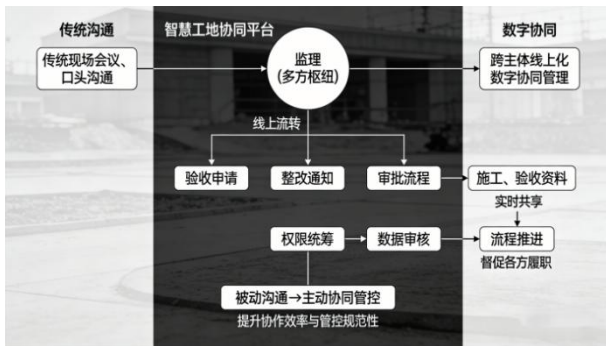 传统沟通
智慧工地协同平台
数字协同
传统现场会议、
口头沟通
监理
(多方枢纽)
跨主体线上化
数字协同管理
线上流转
验收申请
整改通知
审批流程
施工、验收资料
实时共享
权限统筹
数据审核
流程推进
督促各方履职
被动沟通→主动协同管控
提升协作效率与管控规范性